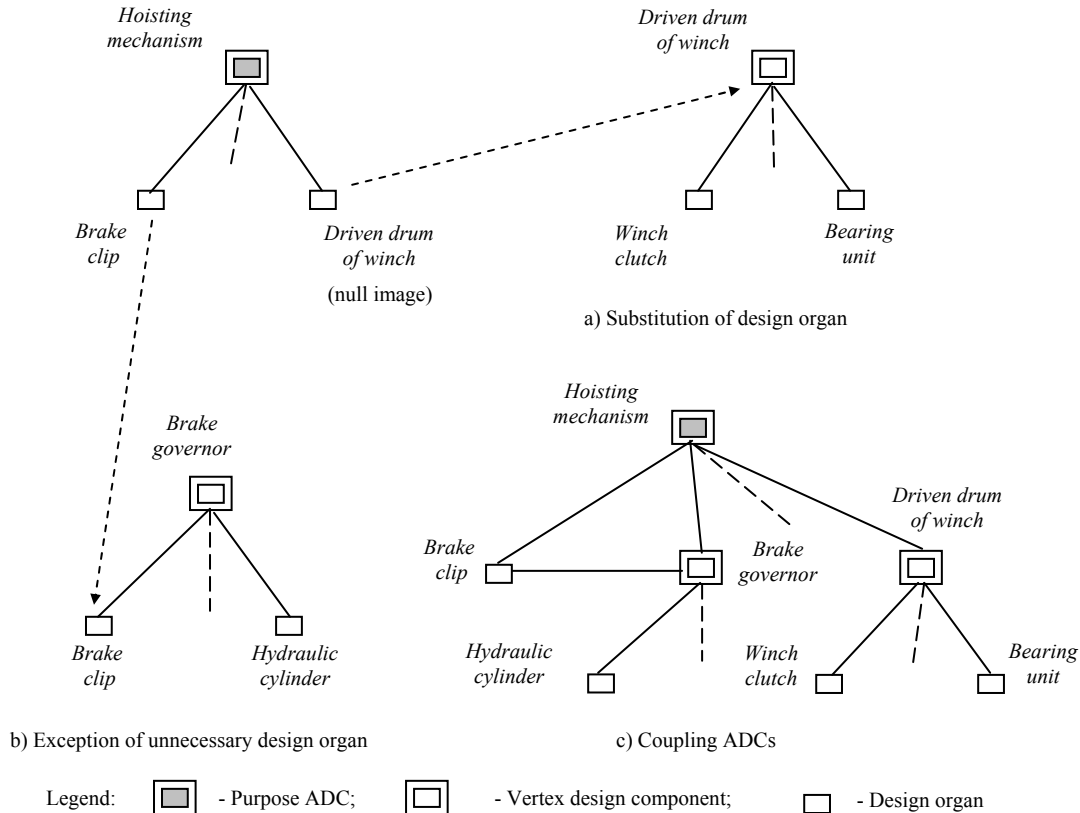 Hoisting
mechanism
Driven drum
of winch
Brake
clip
Driven drum
of winch
(null image)
Winch
clutch
Bearing
unit
a) Substitution of design organ
Brake
governor
Brake
clip
Hydraulic
cylinder
b) Exception of unnecessary design organ
Hoisting
mechanism
Driven drum
of winch
Brake
clip
Brake
governor
Hydraulic
cylinder
Winch
clutch
Bearing
unit
c) Coupling ADCs
Legend: - Purpose ADC; - Vertex design component; - Design organ